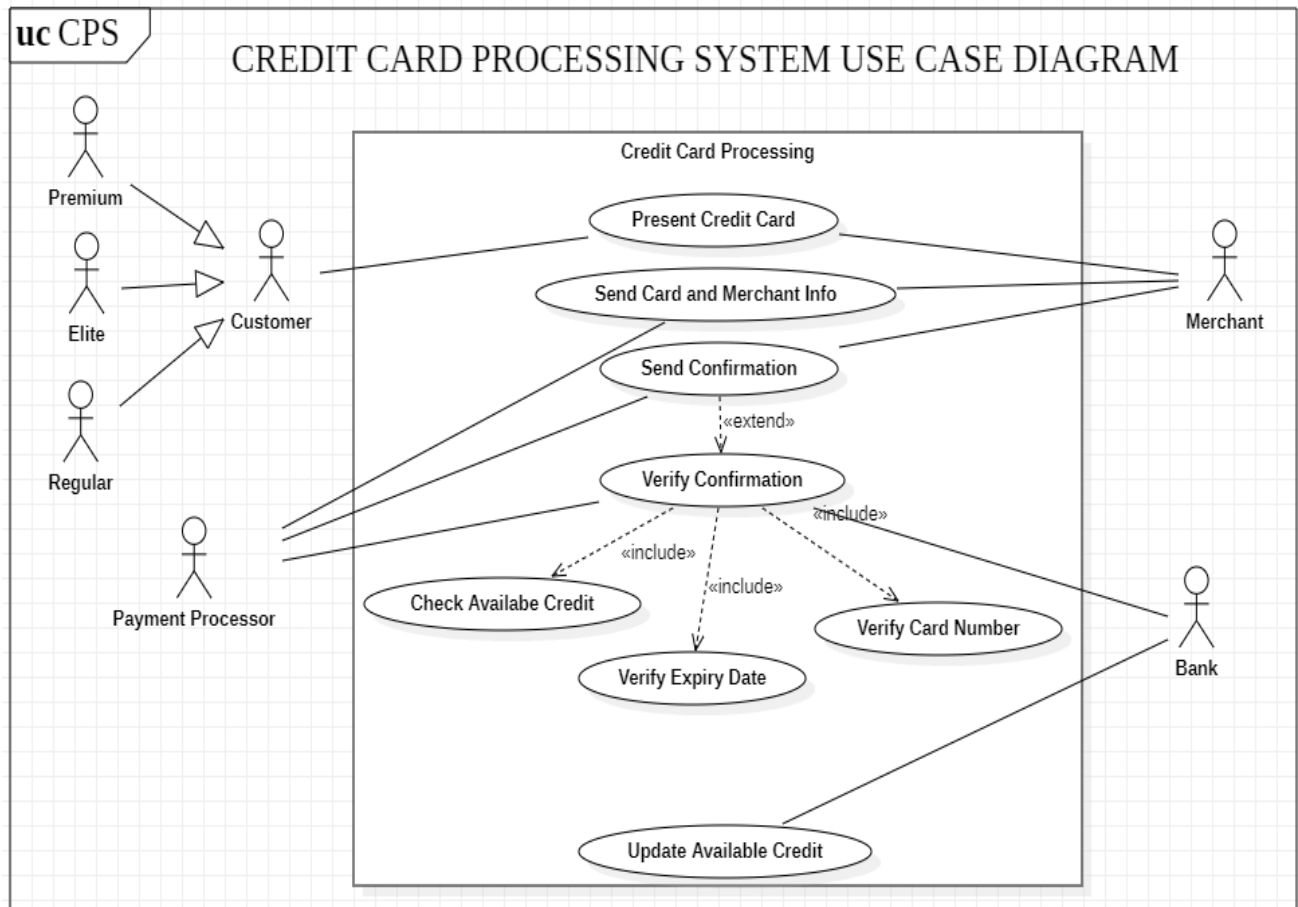 uc CPS
CREDIT CARD PROCESSING SYSTEM USE CASE DIAGRAM
Credit Card Processing
Premium
Present Credit Card
Send Card and Merchant Info
Elite
Customer
Merchant
Send Confirmation
«extend»
Regular
Verify Confirmation
«include»
«include»
«include»
Check Availabe Credit
Payment Processor
Verify Card Number
Bank
Verify Expiry Date
Update Available Credit